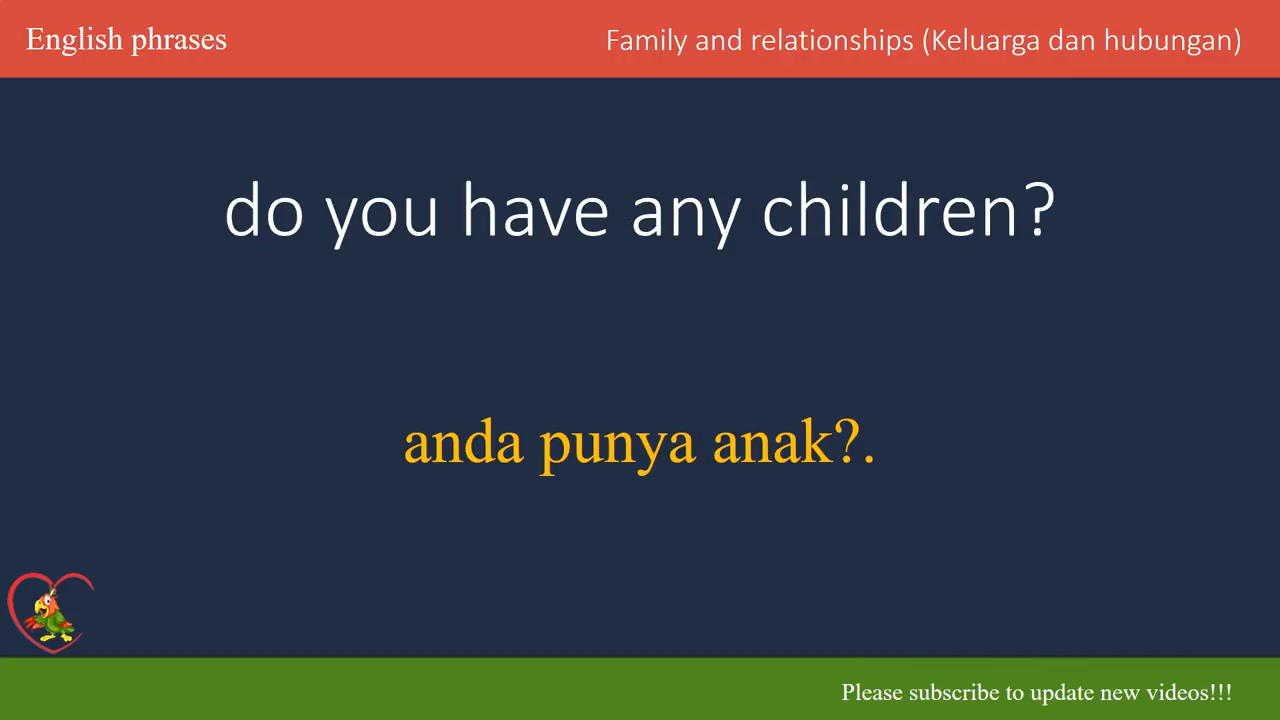 English phrases
Family and relationships (Keluarga dan hubungan)
do you have any children?
anda punya anak?.
Please subscribe to update new videos!!!